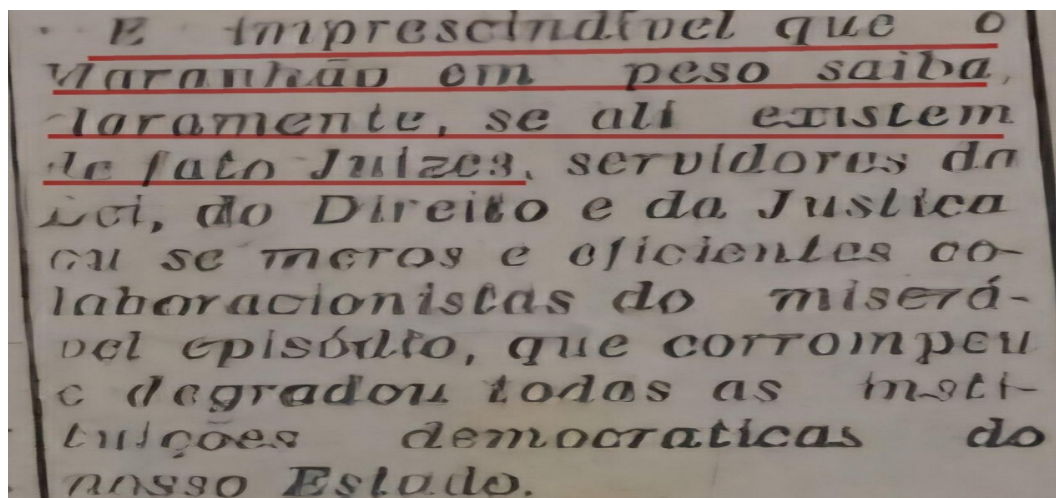 É imprescindível que o
Maranhão em peso saiba,
claramente, se alí existem
de fato Juízes, servidores da
Lei, do Direito e da Justiça
ou se meros e eficientes co-
laboracionistas do miserá-
vel episódio, que corrompeu
e degradou todas as insti-
tuições democraticas do
nosso Estado.